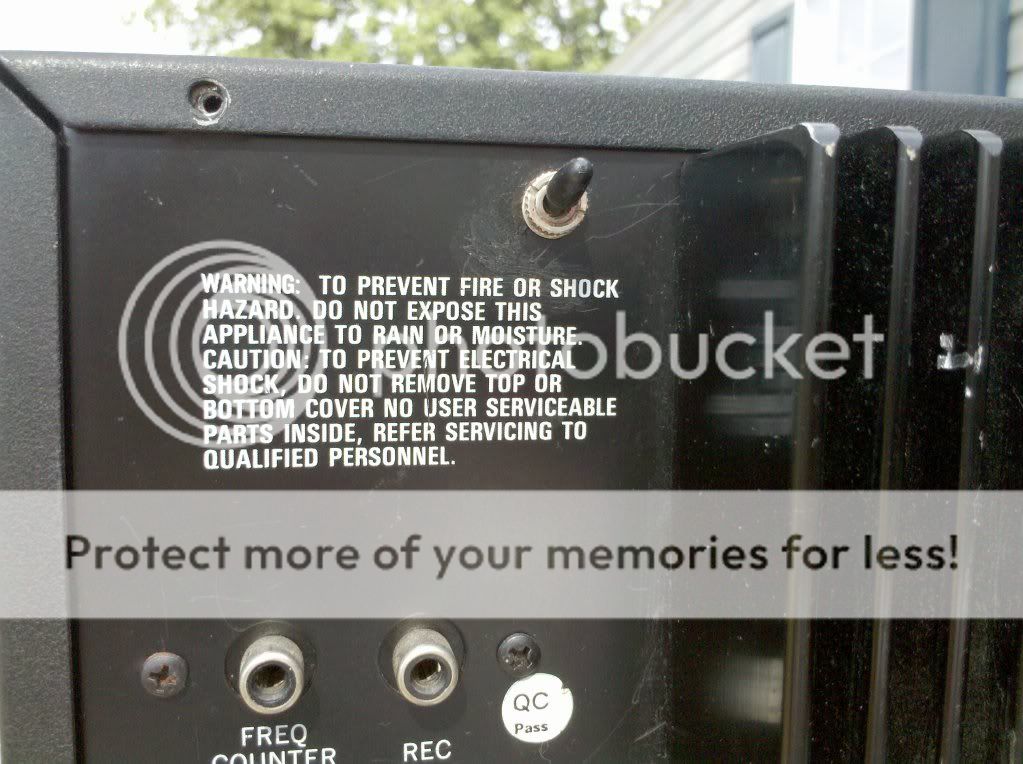 WARNING: TO PREVENT FIRE OR SHOCK
HAZARD, DO NOT EXPOSE THIS
APPLIANCE TO RAIN OR MOISTURE.
CAUTION: TO PREVENT ELECTRICAL
SHOCK, DO NOT REMOVE TOP OR
BOTTOM COVER NO USER SERVICEABLE
PARTS INSIDE, REFER SERVICING TO
QUALIFIED PERSONNEL.
photobucket
Protect more of your memories for less!
FREQ
COUNTER
REC
QC
Pass